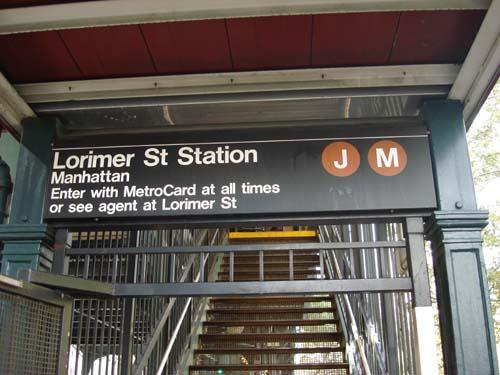 Lorimer St Station J M
Manhattan
Enter with MetroCard at all times
or see agent at Lorimer St